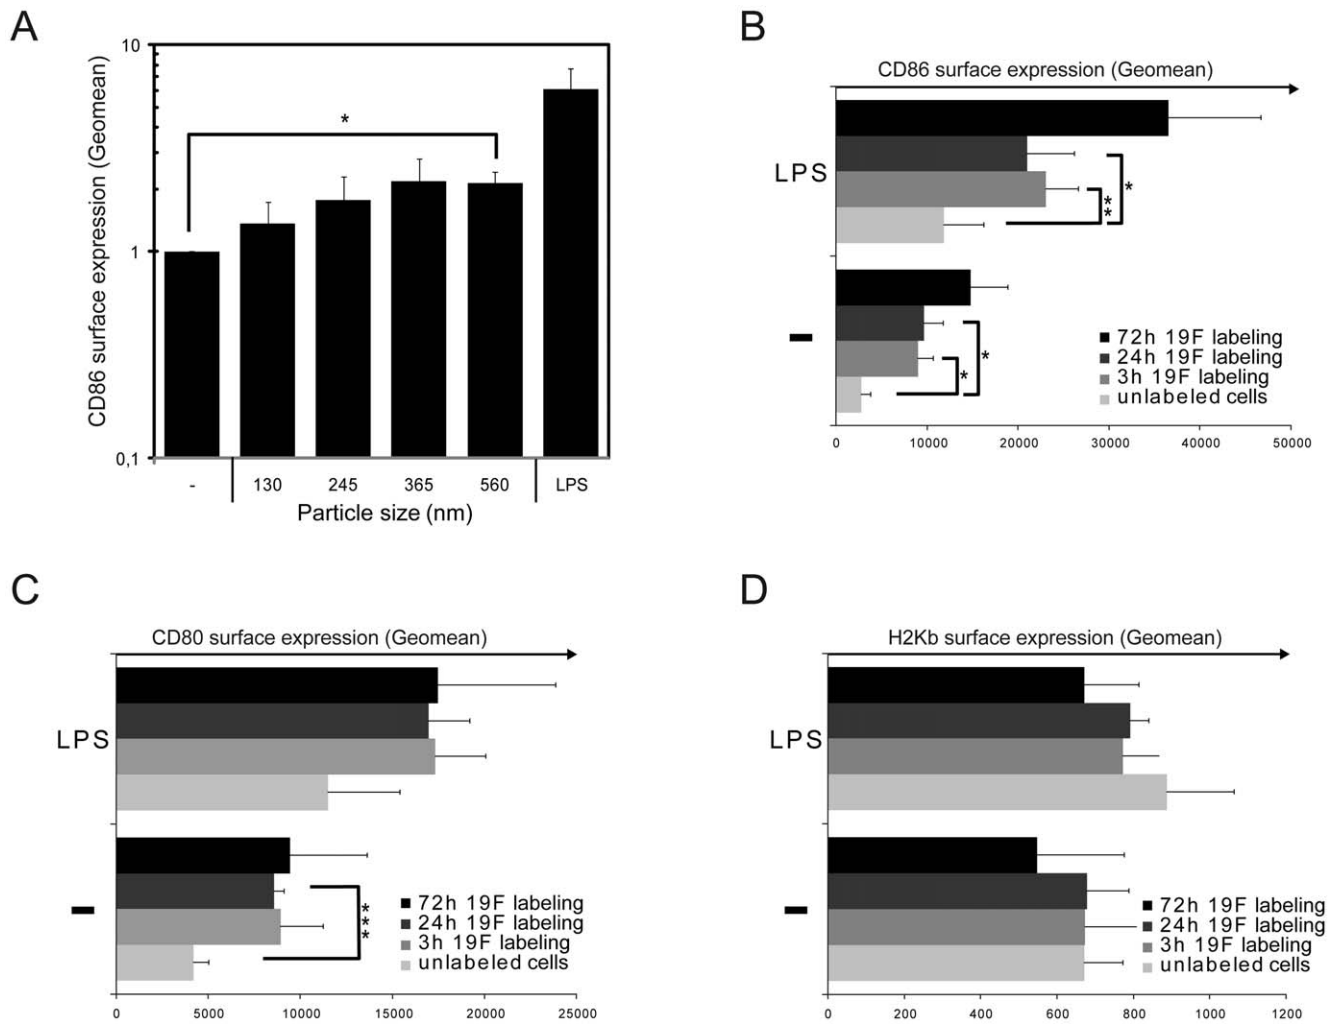 A
CD86 surface expression (Geomean)
10
1
0,1
*
- 130 245 365 560 LPS
Particle size (nm)
B
CD86 surface expression (Geomean)
LPS
*
**
-
*
*
72h 19F labeling
24h 19F labeling
3h 19F labeling
unlabeled cells
0 10000 20000 30000 40000 50000
C
CD80 surface expression (Geomean)
LPS
-
***
72h 19F labeling
24h 19F labeling
3h 19F labeling
unlabeled cells
0 5000 10000 15000 20000 25000
D
H2Kb surface expression (Geomean)
LPS
-
72h 19F labeling
24h 19F labeling
3h 19F labeling
unlabeled cells
0 200 400 600 800 1000 1200